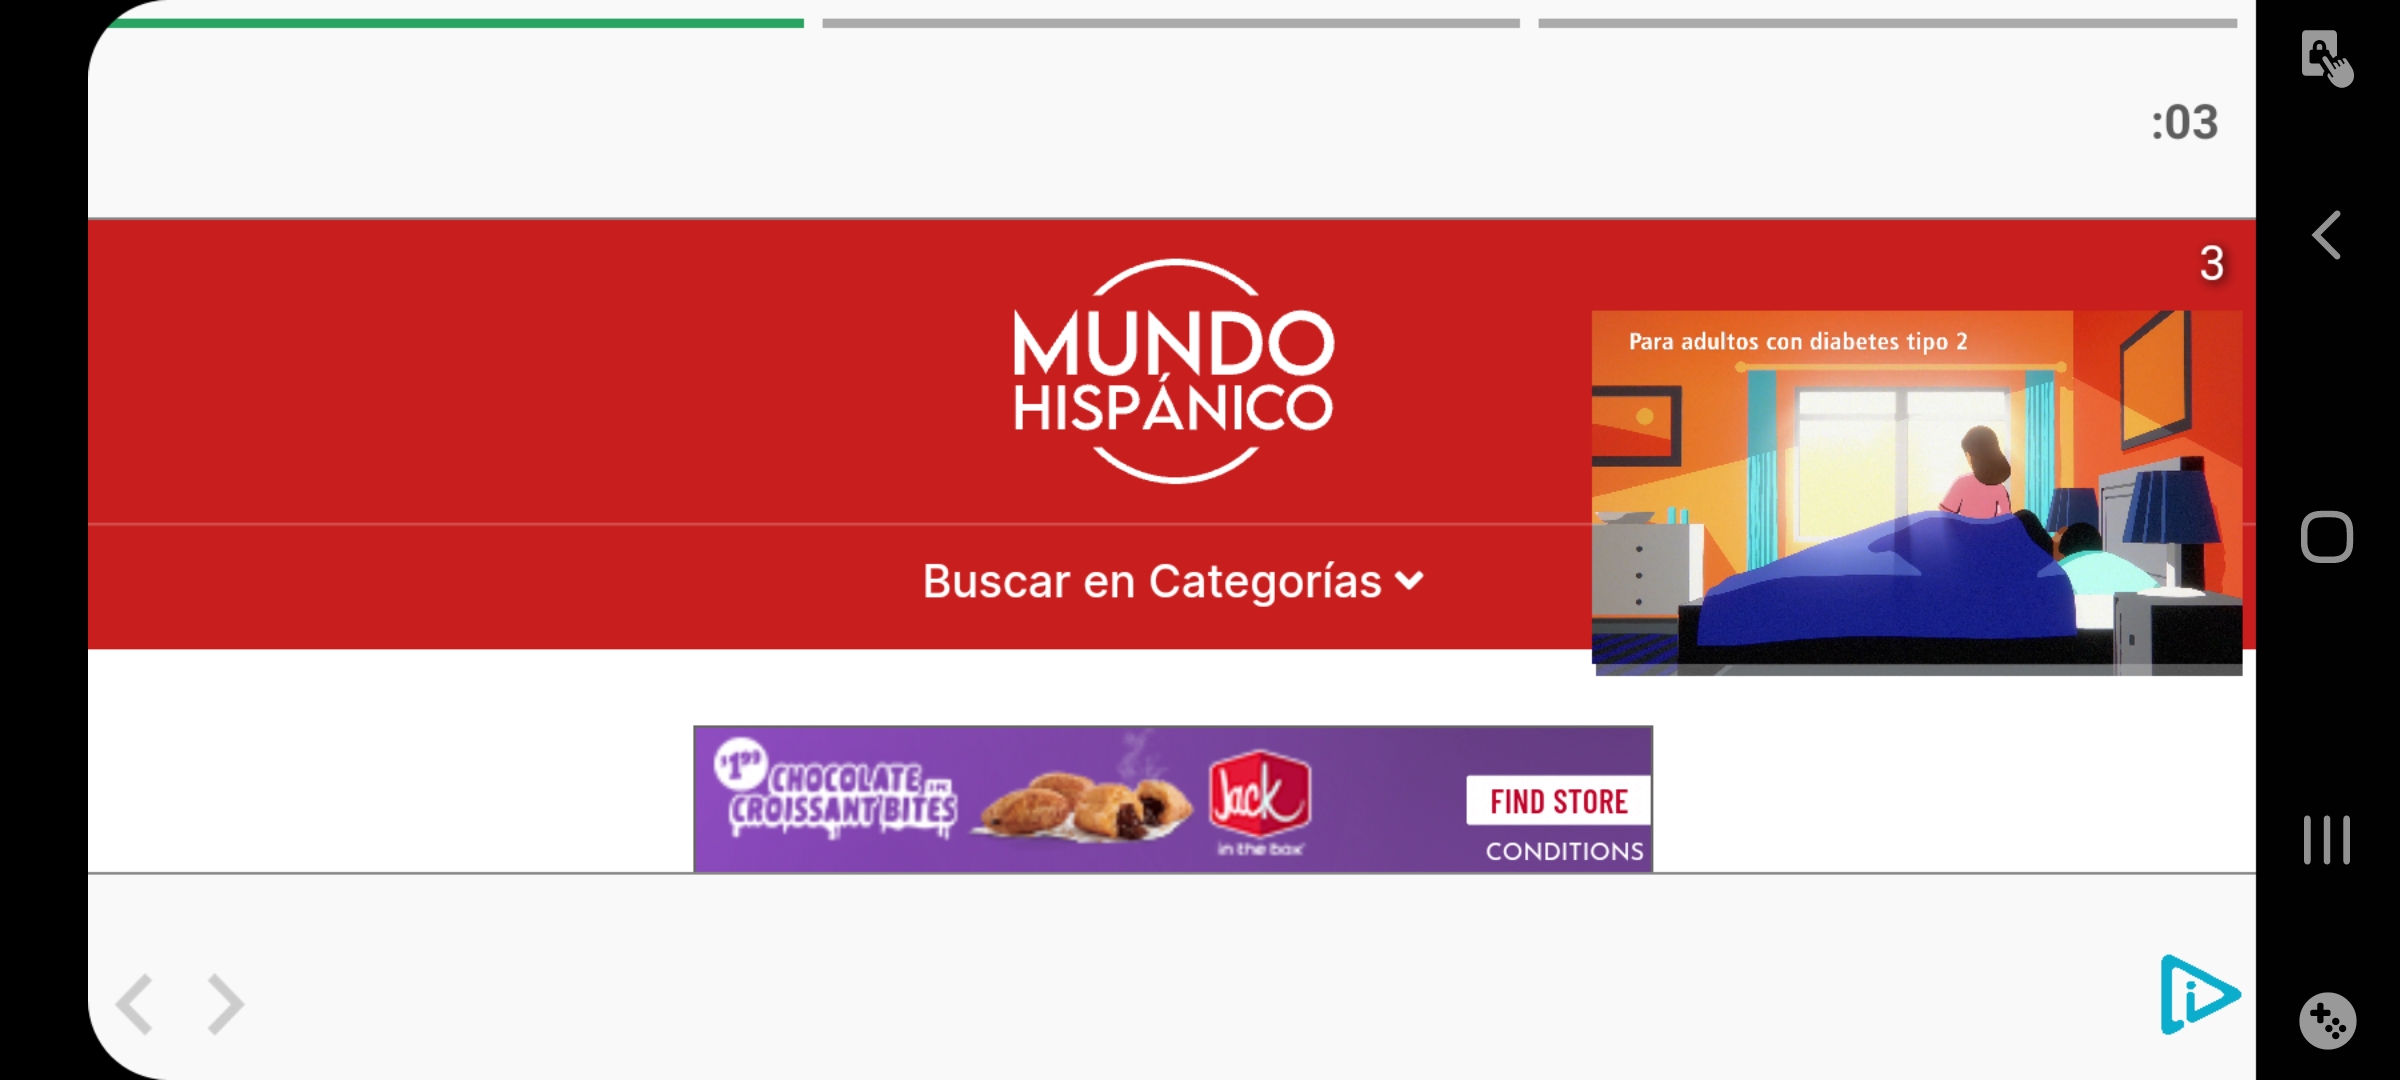 :03
3
MUNDO
HISPÁNICO
Para adultos con diabetes tipo 2
Buscar en Categorías
$1.99
CHOCOLATE
CROISSANT BITES
Jack
in the box
FIND STORE
CONDITIONS